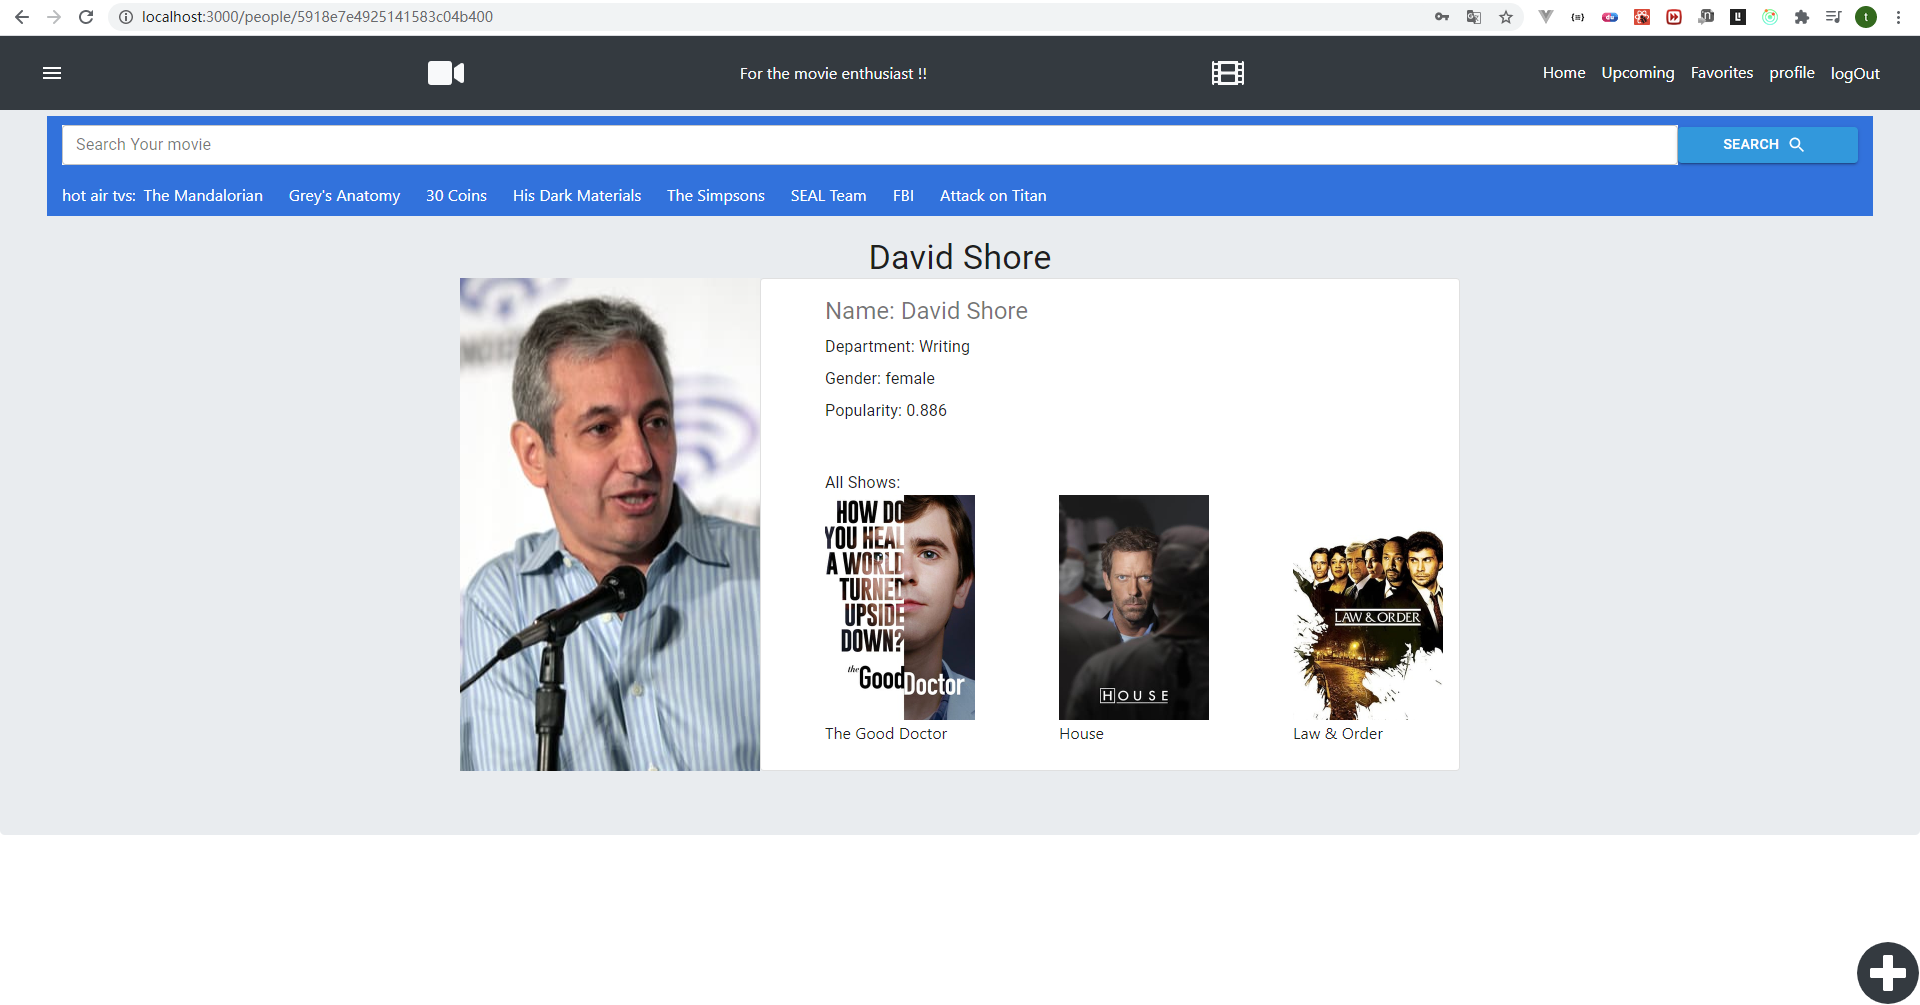 localhost:3000/people/5918e7e4925141583c04b400
t
For the movie enthusiast !!
Home Upcoming Favorites profile logOut
Search Your movie
SEARCH
hot air tvs: The Mandalorian Grey's Anatomy 30 Coins His Dark Materials The Simpsons SEAL Team FBI Attack on Titan
David Shore
Name: David Shore
Department: Writing
Gender: female
Popularity: 0.886
All Shows:
HOW DO
YOU HEAL
A WORLD
TURNED
UPSIDE
DOWN?
the Good Doctor
HOUSE
LAW & ORDER
The Good Doctor
House
Law & Order